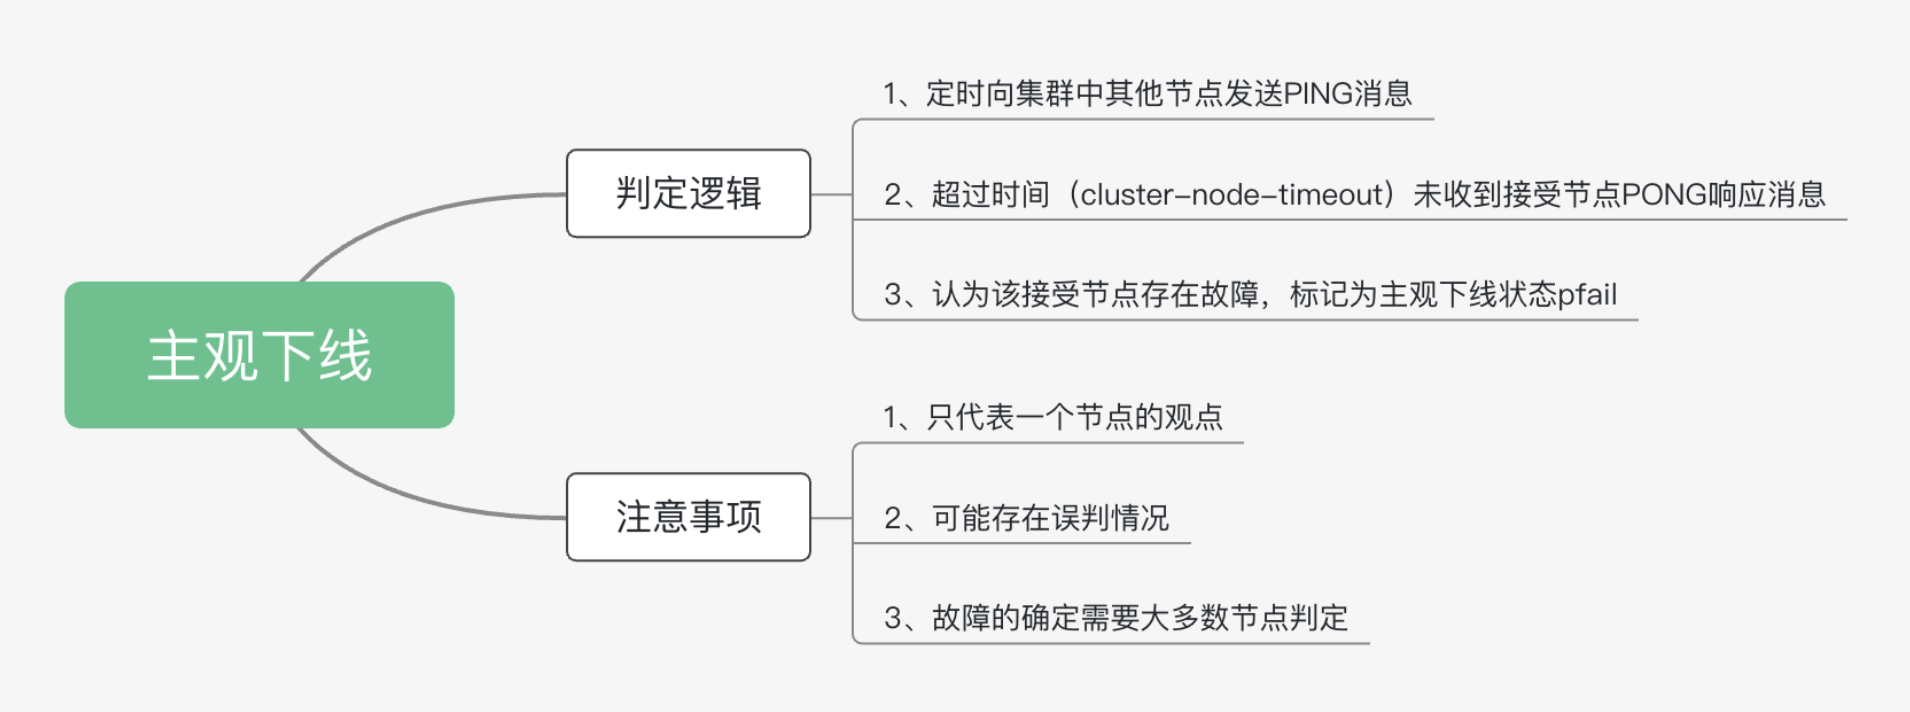 主观下线
判定逻辑
1、定时向集群中其他节点发送PING消息
2、超过时间（cluster-node-timeout）未收到接受节点PONG响应消息
3、认为该接受节点存在故障，标记为主观下线状态pfail
注意事项
1、只代表一个节点的观点
2、可能存在误判情况
3、故障的确定需要大多数节点判定